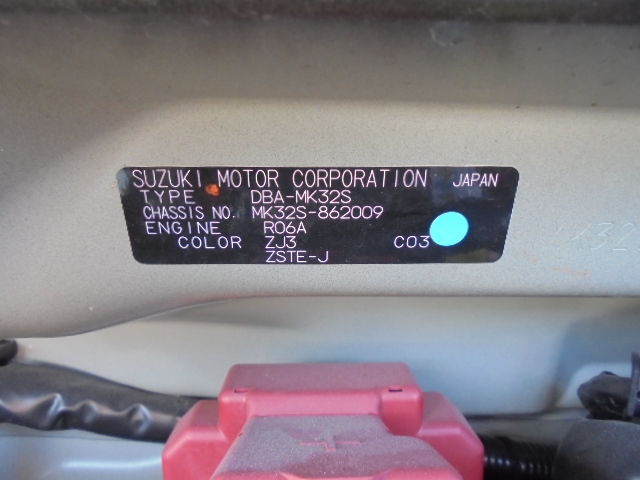 SUZUKI MOTOR CORPORATION JAPAN
TYPE DBA-MK32S
CHASSIS NO. MK32S-862009
ENGINE R06A
COLOR ZJ3 C03
ZSTE-J